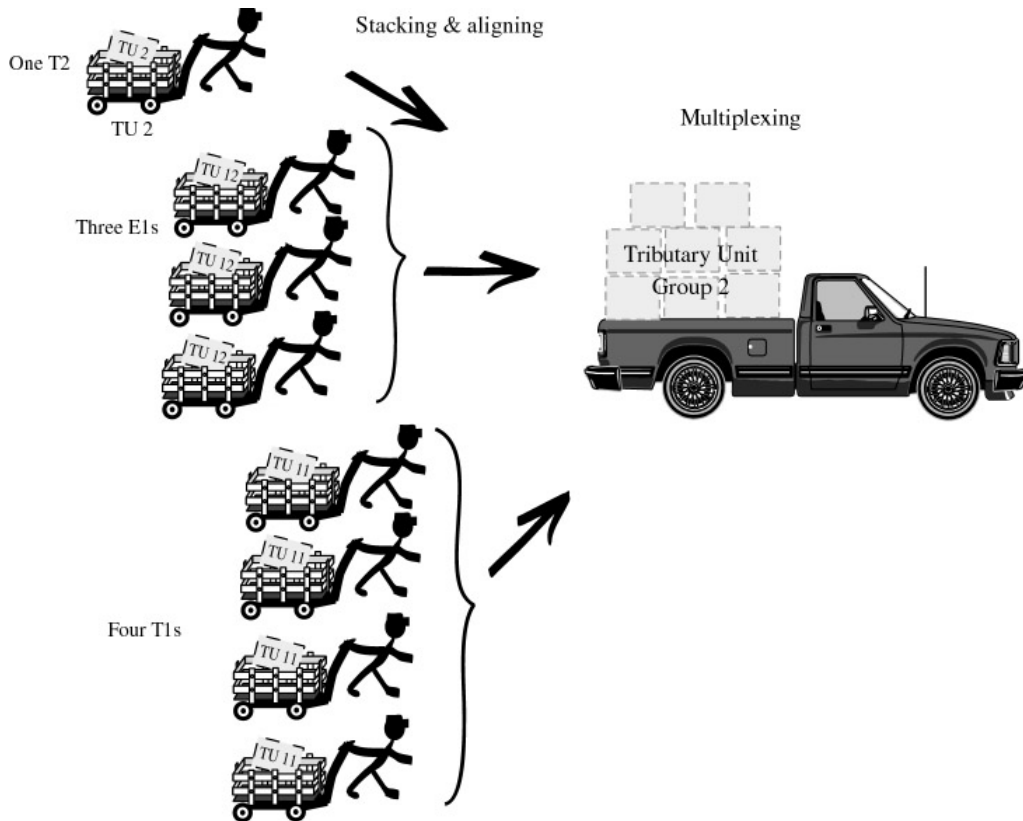 Stacking & aligning
TU 2
One T2
TU 2
Multiplexing
TU 12
Three E1s
TU 12
TU 12
Tributary Unit
Group 2
TU 11
TU 11
Four T1s
TU 11
TU 11